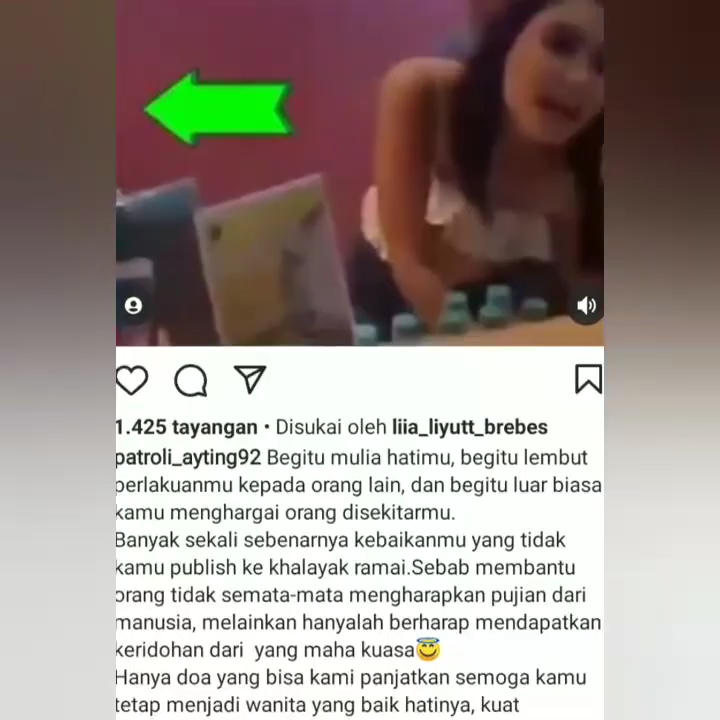 1.425 tayangan • Disukai oleh liia_liyutt_brebes
patroli_ayting92 Begitu mulia hatimu, begitu lembut
perlakuanmu kepada orang lain, dan begitu luar biasa
kamu menghargai orang disekitarmu.
Banyak sekali sebenarnya kebaikanmu yang tidak
kamu publish ke khalayak ramai.Sebab membantu
orang tidak semata-mata mengharapkan pujian dari
manusia, melainkan hanyalah berharap mendapatkan
keridohan dari yang maha kuasa😇
Hanya doa yang bisa kami panjatkan semoga kamu
tetap menjadi wanita yang baik hatinya, kuat